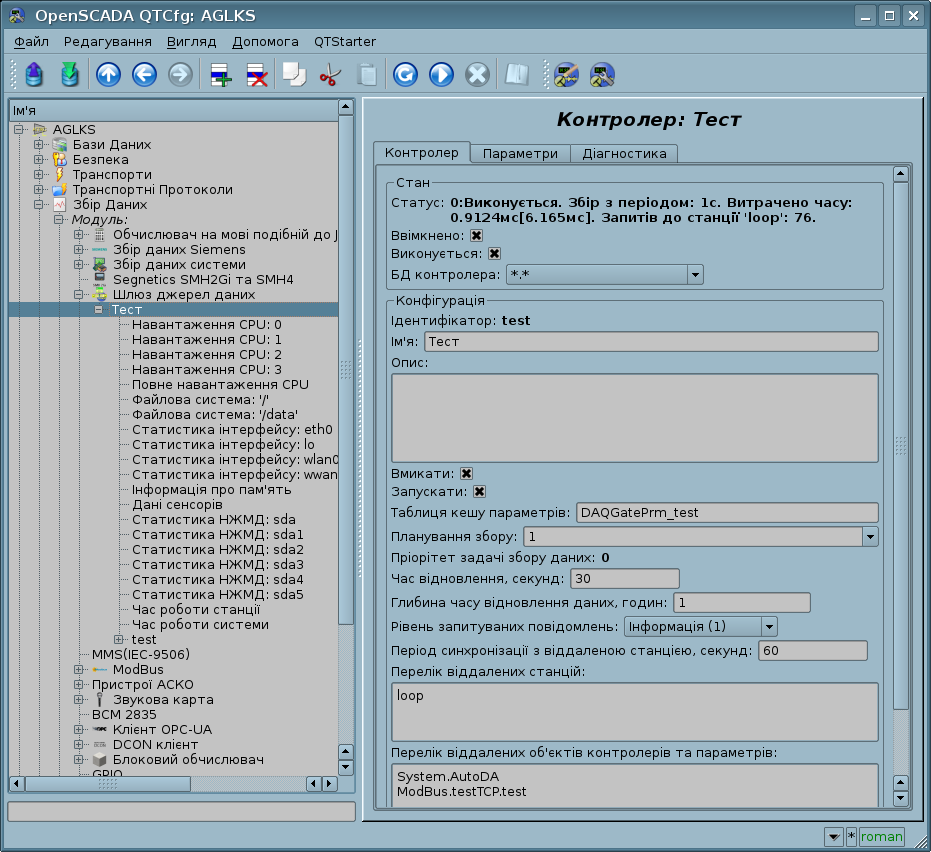 OpenSCADA QTCfg: AGLKS
Файл Редагування Вигляд Допомога QTStarter
Ім'я
AGLKS
Бази Даних
Безпека
Транспорти
Транспортні Протоколи
Збір Даних
Модуль:
Обчислювач на мові подібній до J
Збір даних Siemens
Збір даних системи
Segnetics SMH2Gi та SMH4
Шлюз джерел даних
Тест
Навантаження CPU: 0
Навантаження CPU: 1
Навантаження CPU: 2
Навантаження CPU: 3
Повне навантаження CPU
Файлова система: '/'
Файлова система: '/data'
Статистика інтерфейсу: eth0
Статистика інтерфейсу: lo
Статистика інтерфейсу: wlan0
Статистика інтерфейсу: wwan
Інформація про пам'ять
Дані сенсорів
Статистика НЖМД: sda
Статистика НЖМД: sda1
Статистика НЖМД: sda2
Статистика НЖМД: sda3
Статистика НЖМД: sda4
Статистика НЖМД: sda5
Час роботи станції
Час роботи системи
test
MMS(IEC-9506)
ModBus
Пристрої АСКО
Звукова карта
BCM 2835
Клієнт OPC-UA
DCON клієнт
Блоковий обчислювач
GPIO
Контролер: Тест
Контролер Параметри Діагностика
Стан
Статус: 0:Виконується. Збір з періодом: 1с. Витрачено часу:
0.9124мс[6.165мс]. Запитів до станції 'loop': 76.
Ввімкнено:
Виконується:
БД контролера: *.*
Конфігурація
Ідентифікатор: test
Ім'я: Тест
Опис:
Вмикати:
Запускати:
Таблиця кешу параметрів: DAQGatePrm_test
Планування збору: 1
Пріорітет задачі збору даних: 0
Час відновлення, секунд: 30
Глибина часу відновлення даних, годин: 1
Рівень запитуваних повідомлень: Інформація (1)
Період синхронізації з віддаленою станцією, секунд: 60
Перелік віддалених станцій:
loop
Перелік віддалених об'єктів контролерів та параметрів:
System.AutoDA
ModBus.testTCP.test
* roman